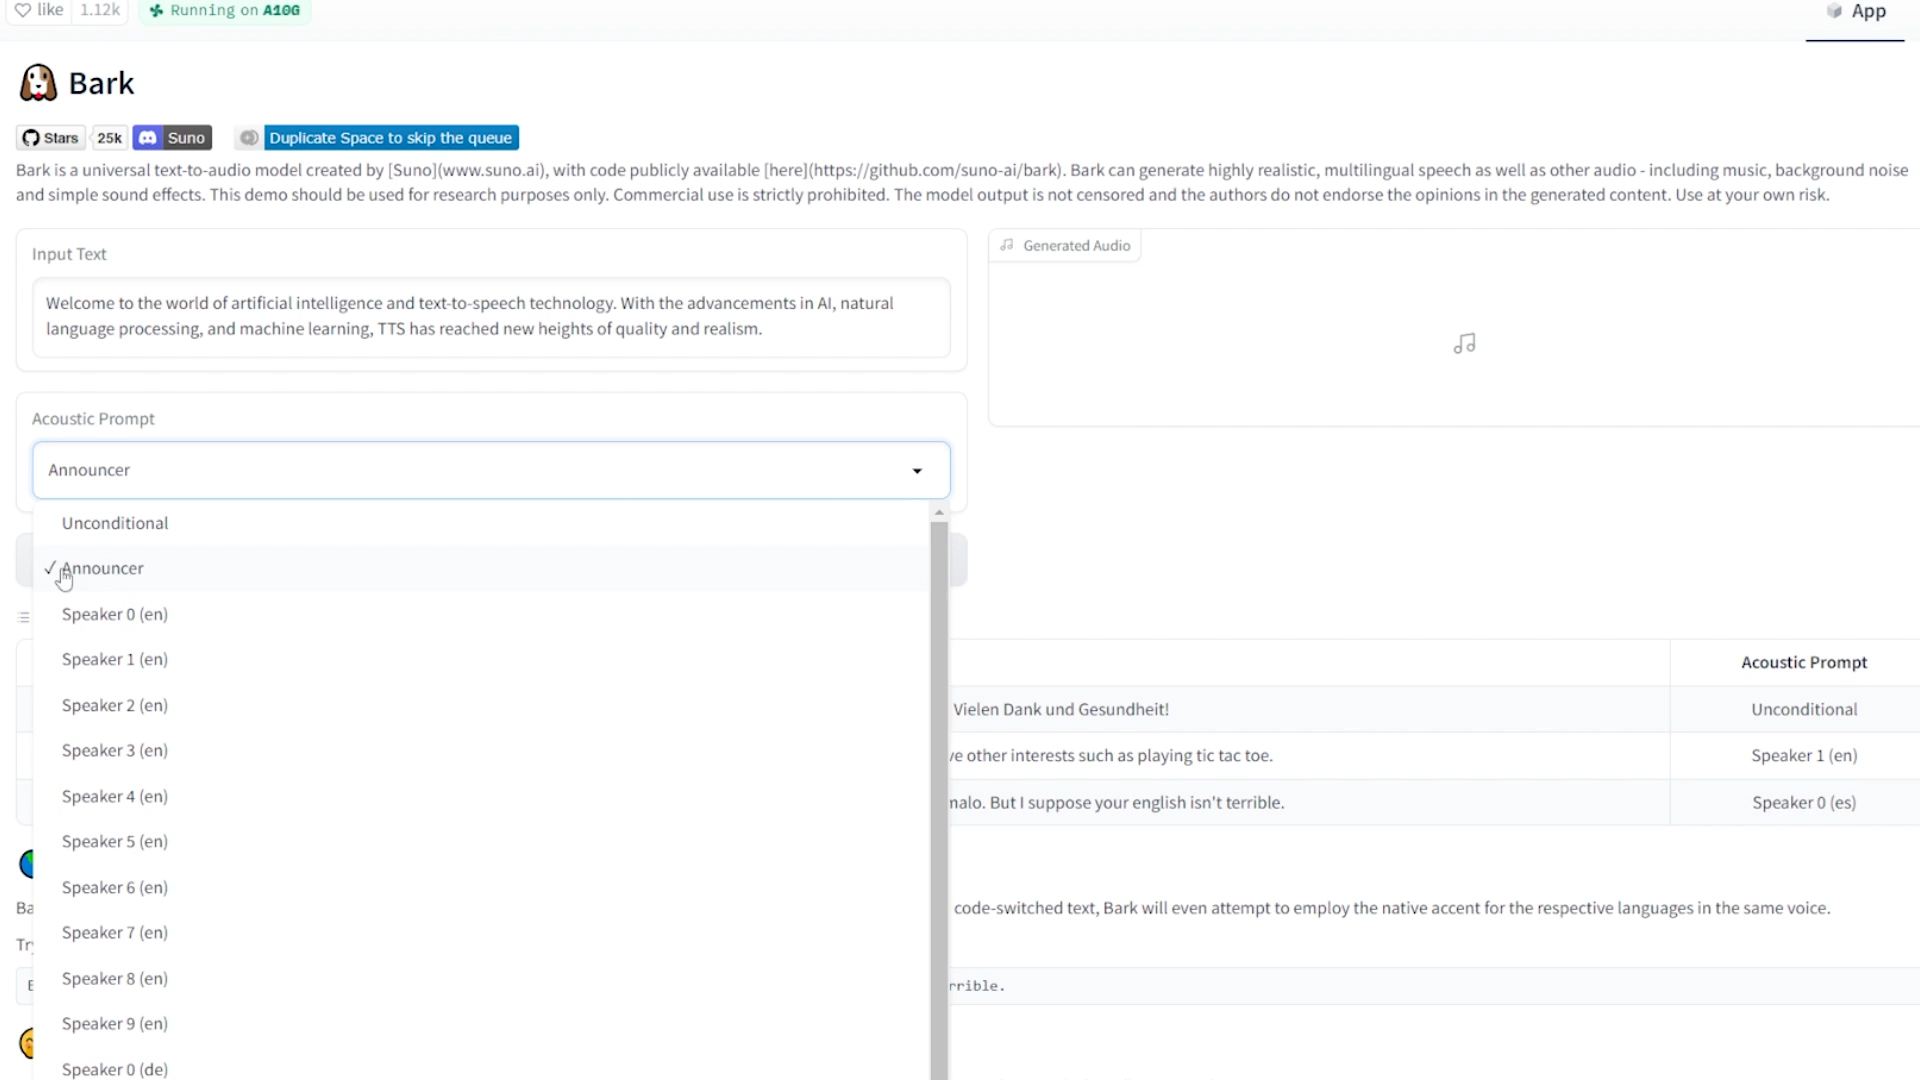 like 1.12k Running on A10G App
Bark
Stars 25k Suno Duplicate Space to skip the queue
Bark is a universal text-to-audio model created by [Suno](www.suno.ai), with code publicly available [here](https://github.com/suno-ai/bark). Bark can generate highly realistic, multilingual speech as well as other audio - including music, background noise
and simple sound effects. This demo should be used for research purposes only. Commercial use is strictly prohibited. The model output is not censored and the authors do not endorse the opinions in the generated content. Use at your own risk.
Input Text
Welcome to the world of artificial intelligence and text-to-speech technology. With the advancements in AI, natural
language processing, and machine learning, TTS has reached new heights of quality and realism.
Generated Audio
Acoustic Prompt
Announcer
Unconditional
✓ Announcer
Speaker 0 (en)
Speaker 1 (en)
Speaker 2 (en)
Speaker 3 (en)
Speaker 4 (en)
Speaker 5 (en)
Speaker 6 (en)
Speaker 7 (en)
Speaker 8 (en)
Speaker 9 (en)
Speaker 0 (de)
Acoustic Prompt
Vielen Dank und Gesundheit! Unconditional
other interests such as playing tic tac toe. Speaker 1 (en)
But I suppose your english isn't terrible. Speaker 0 (es)
code-switched text, Bark will even attempt to employ the native accent for the respective languages in the same voice.